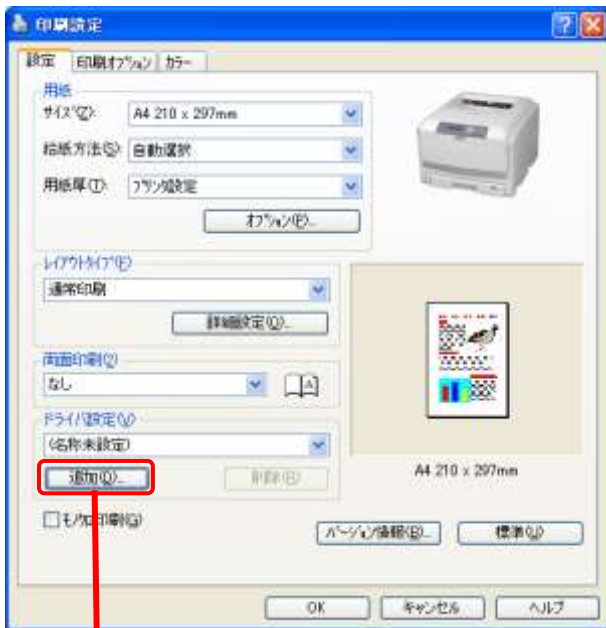 印刷設定
設定 印刷オプション カラー
用紙
サイズ(Z): A4 210 x 297mm
給紙方法(S): 自動選択
用紙厚(T): プリンタ設定
オプション(P)...
レイアウトタイプ(E)
通常印刷
詳細設定(O)...
両面印刷(2)
なし
ドライバ設定(V)
(名称未設定)
追加(D)...
削除(R)
A4 210 x 297mm
モノクロ印刷(G)
バージョン情報(B)...
標準(U)
OK
キャンセル
ヘルプ